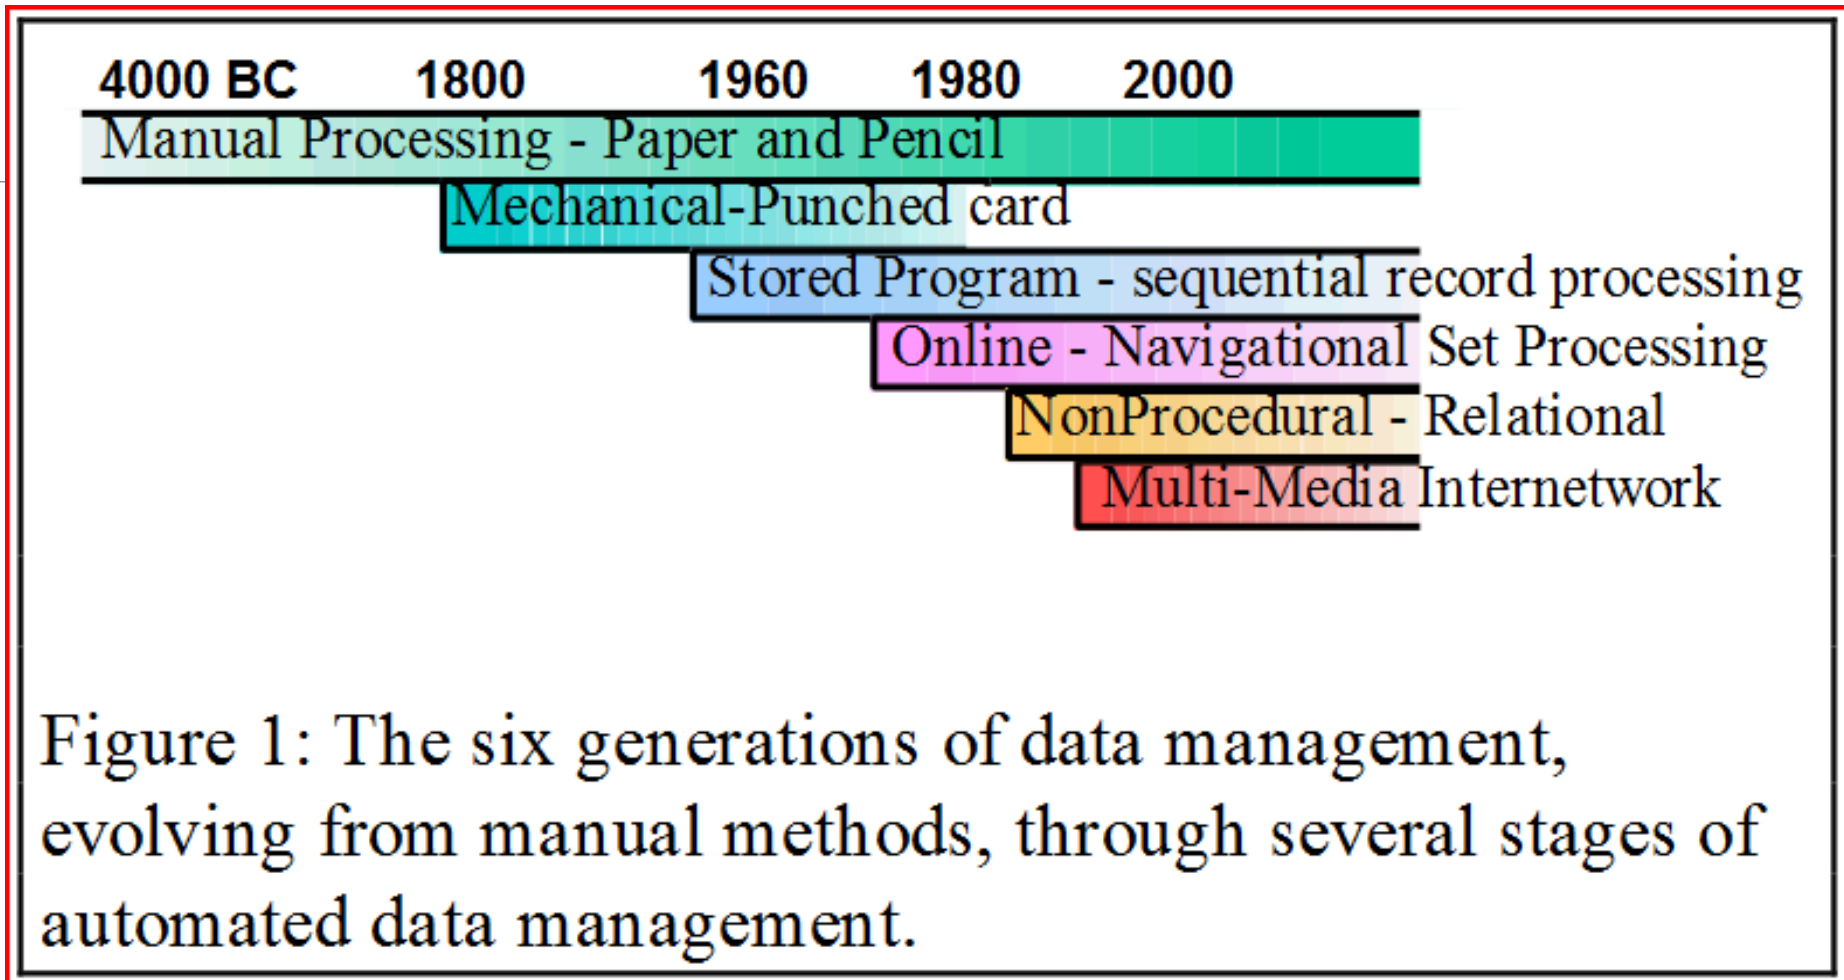 4000 BC 1800 1960 1980 2000
Manual Processing - Paper and Pencil
Mechanical-Punched card
Stored Program - sequential record processing
Online - Navigational Set Processing
NonProcedural - Relational
Multi-Media Internetwork
Figure 1: The six generations of data management,
evolving from manual methods, through several stages of
automated data management.